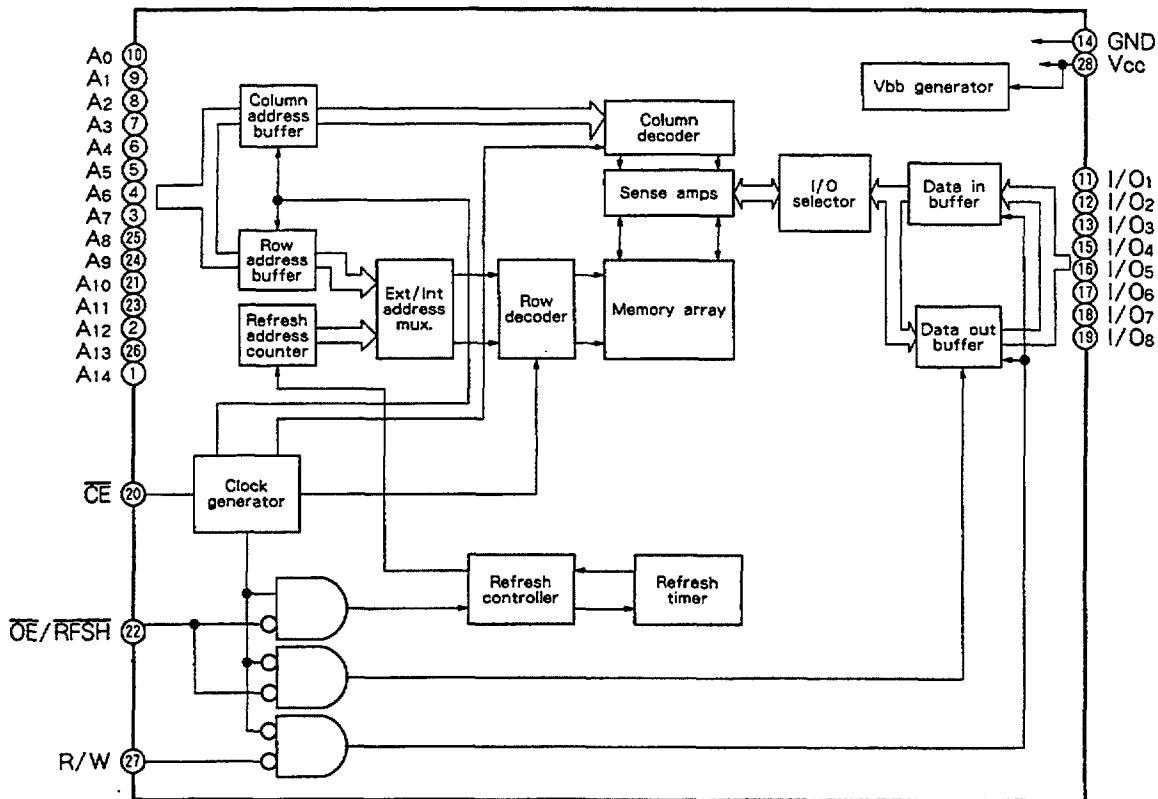 A0 10
A1 9
A2 8
A3 7
A4 6
A5 5
A6 4
A7 3
A8 25
A9 24
A10 21
A11 23
A12 2
A13 26
A14 1
C̅E̅ 20
O̅E̅/R̅F̅S̅H̅ 22
R/W 27
Column
address
buffer
Row
address
buffer
Refresh
address
counter
Ext/Int
address
mux.
Row
decoder
Column
decoder
Sense amps
Memory array
Clock
generator
Refresh
controller
Refresh
timer
Vbb generator
I/O
selector
Data in
buffer
Data out
buffer
14 GND
28 Vcc
11 I/O1
12 I/O2
13 I/O3
15 I/O4
16 I/O5
17 I/O6
18 I/O7
19 I/O8